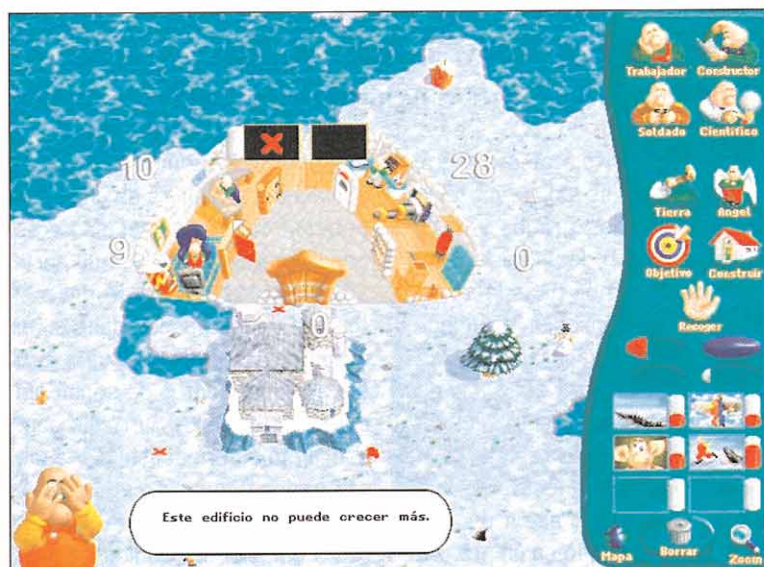 Trabajador Constructor
Soldado Científico
10 28
9 0
0
Tierra Angel
Objetivo Construir
Recoger
Este edificio no puede crecer más.
Mapa Borrar Zoom